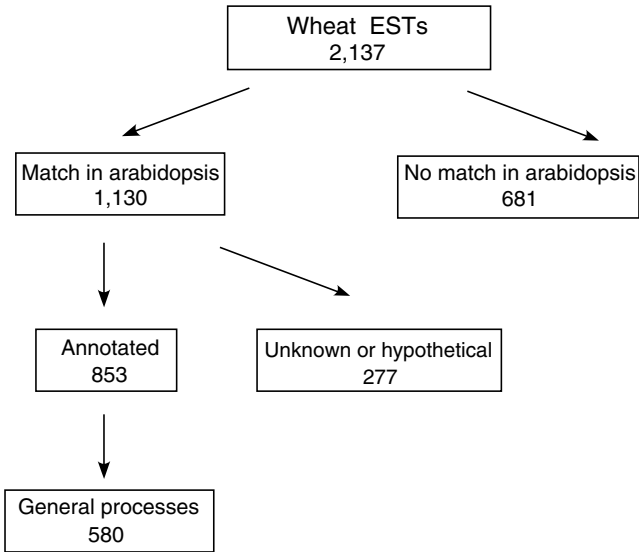 Wheat ESTs
2,137
Match in arabidopsis
1,130
No match in arabidopsis
681
Annotated
853
Unknown or hypothetical
277
General processes
580